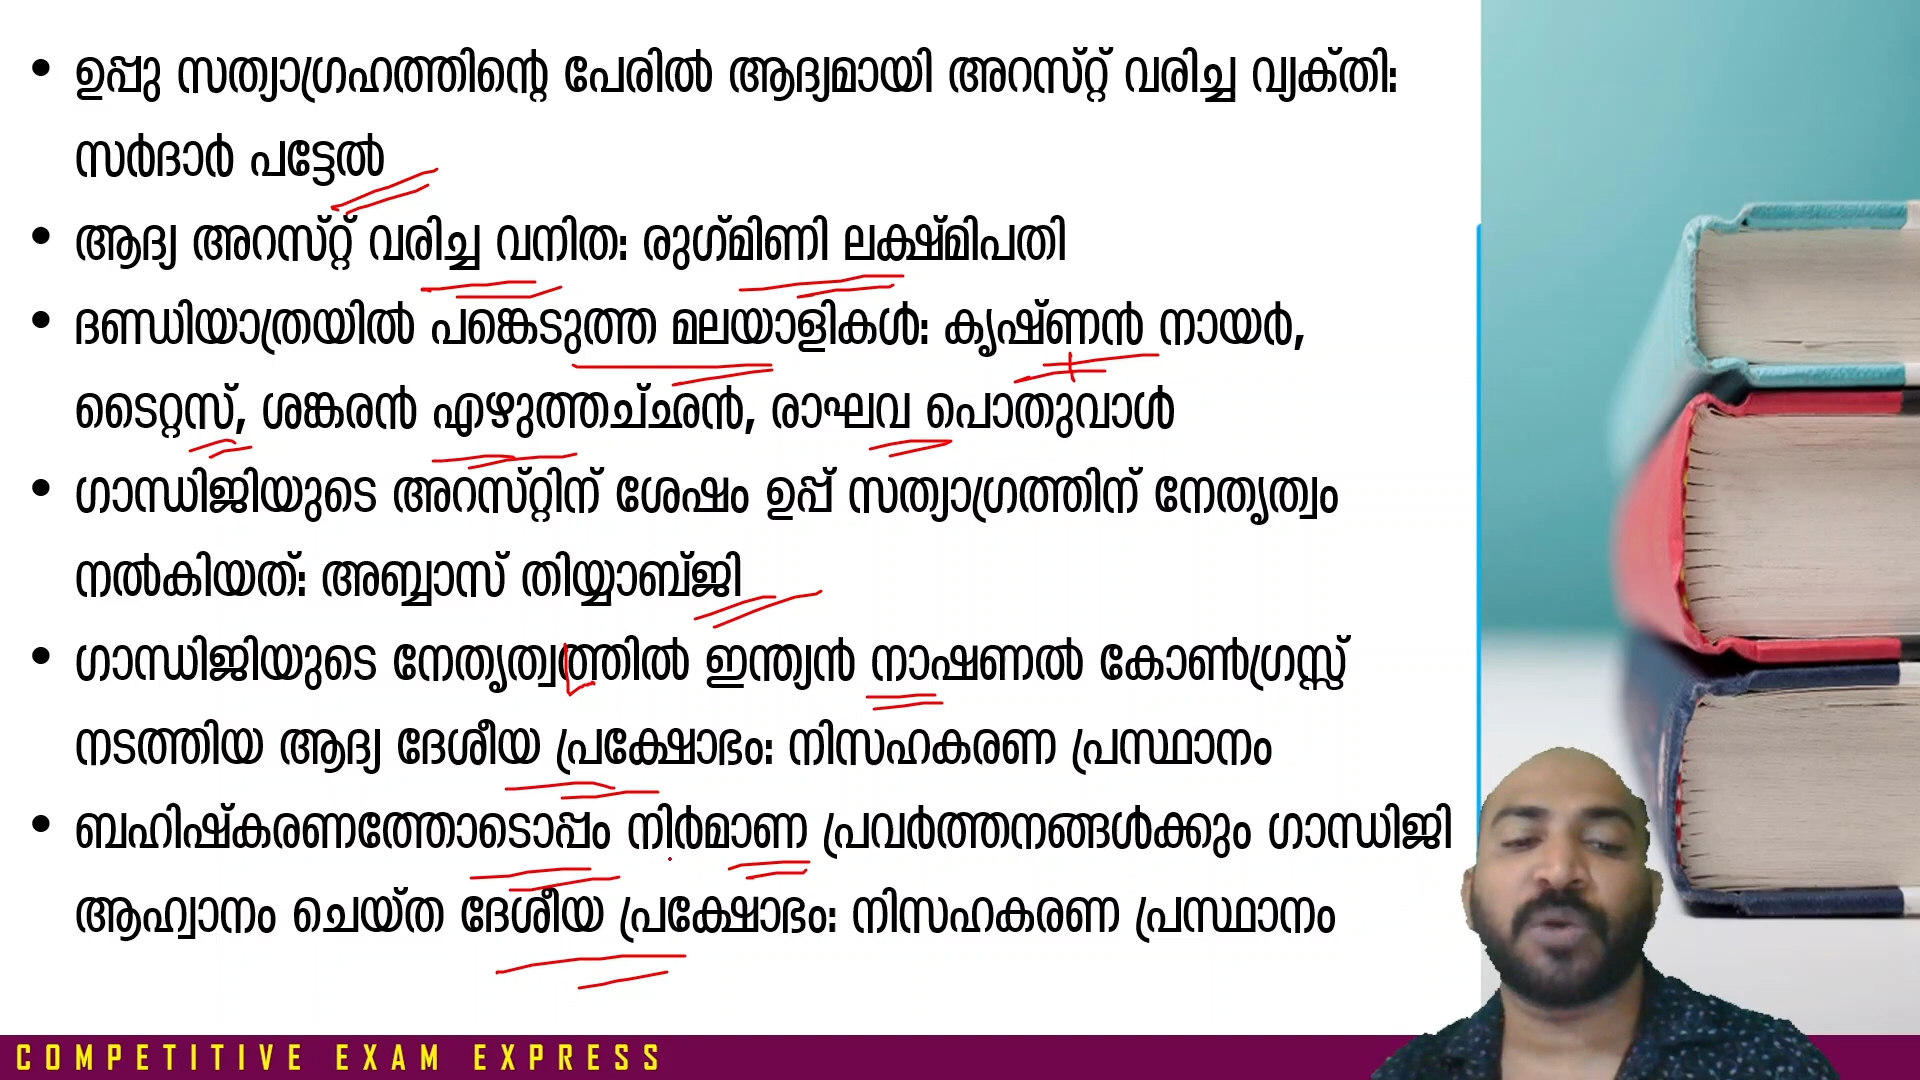 • ഉപ്പു സത്യാഗ്രഹത്തിന്റെ പേരിൽ ആദ്യമായി അറസ്റ്റ് വരിച്ച വ്യക്തി:
സർദാർ പട്ടേൽ
• ആദ്യ അറസ്റ്റ് വരിച്ച വനിത: രുഗ്മിണി ലക്ഷ്മിപതി
• ദണ്ഡിയാത്രയിൽ പങ്കെടുത്ത മലയാളികൾ: കൃഷ്ണൻ നായർ,
ടൈറ്റസ്, ശങ്കരൻ എഴുത്തച്ഛൻ, രാഘവ പൊതുവാൾ
• ഗാന്ധിജിയുടെ അറസ്റ്റിന് ശേഷം ഉപ്പ് സത്യാഗ്രത്തിന് നേതൃത്വം
നൽകിയത്: അബ്ബാസ് തിയ്യാബ്ജി
• ഗാന്ധിജിയുടെ നേതൃത്വത്തിൽ ഇന്ത്യൻ നാഷണൽ കോൺഗ്രസ്സ്
നടത്തിയ ആദ്യ ദേശീയ പ്രക്ഷോഭം: നിസഹകരണ പ്രസ്ഥാനം
• ബഹിഷ്കരണത്തോടൊപ്പം നിർമാണ പ്രവർത്തനങ്ങൾക്കും ഗാന്ധിജി
ആഹ്വാനം ചെയ്ത ദേശീയ പ്രക്ഷോഭം: നിസഹകരണ പ്രസ്ഥാനം
COMPETITIVE EXAM EXPRESS